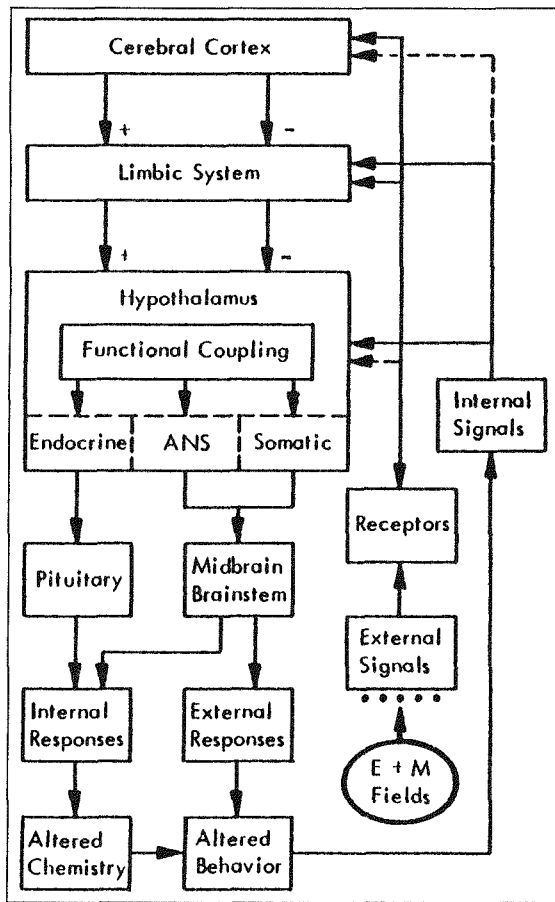 Cerebral Cortex
+ -
Limbic System
+ -
Hypothalamus
Functional Coupling
Endocrine
ANS
Somatic
Internal
Signals
Receptors
Pituitary
Midbrain
Brainstem
External
Signals
Internal
Responses
External
Responses
E + M
Fields
Altered
Chemistry
Altered
Behavior